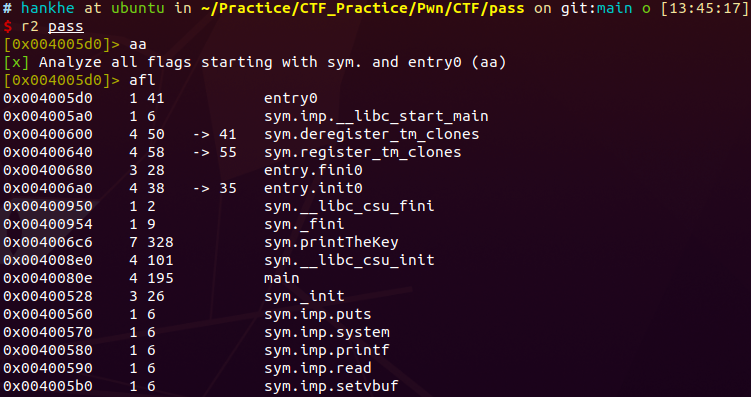 # hankhe at ubuntu in ~/Practice/CTF_Practice/Pwn/CTF/pass on git:main o [13:45:17]
$ r2 pass
[0x004005d0]> aa
[x] Analyze all flags starting with sym. and entry0 (aa)
[0x004005d0]> afl
0x004005d0    1 41           entry0
0x004005a0    1 6            sym.imp.__libc_start_main
0x00400600    4 50   -> 41   sym.deregister_tm_clones
0x00400640    4 58   -> 55   sym.register_tm_clones
0x00400680    3 28           entry.fini0
0x004006a0    4 38   -> 35   entry.init0
0x00400950    1 2            sym.__libc_csu_fini
0x00400954    1 9            sym._fini
0x004006c6    7 328          sym.printTheKey
0x004008e0    4 101          sym.__libc_csu_init
0x0040080e    4 195          main
0x00400528    3 26           sym._init
0x00400560    1 6            sym.imp.puts
0x00400570    1 6            sym.imp.system
0x00400580    1 6            sym.imp.printf
0x00400590    1 6            sym.imp.read
0x004005b0    1 6            sym.imp.setvbuf